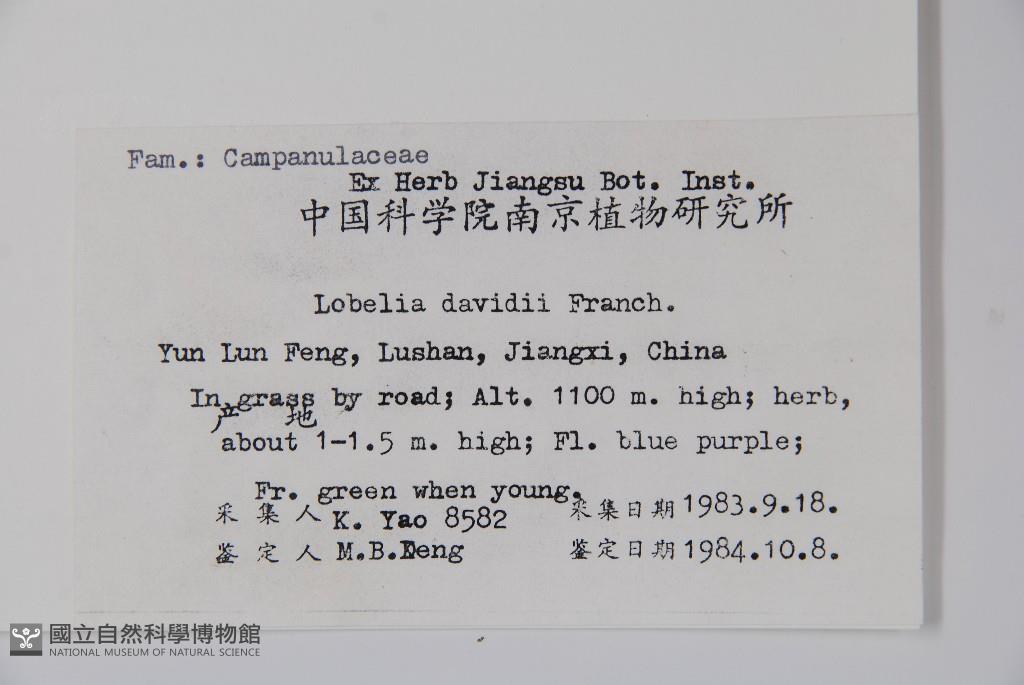 Fam.: Campanulaceae
Ex Herb Jiangsu Bot. Inst.
中国科学院南京植物研究所
Lobelia davidii Franch.
Yun Lun Feng, Lushan, Jiangxi, China
In grass by road; Alt. 1100 m. high; herb,
产 地
about 1-1.5 m. high; Fl. blue purple;
Fr. green when young.
采 集 人 K. Yao 8582 采集日期 1983.9.18.
鉴 定 人 M.B.Deng 鉴定日期 1984.10.8.
國立自然科學博物館
NATIONAL MUSEUM OF NATURAL SCIENCE